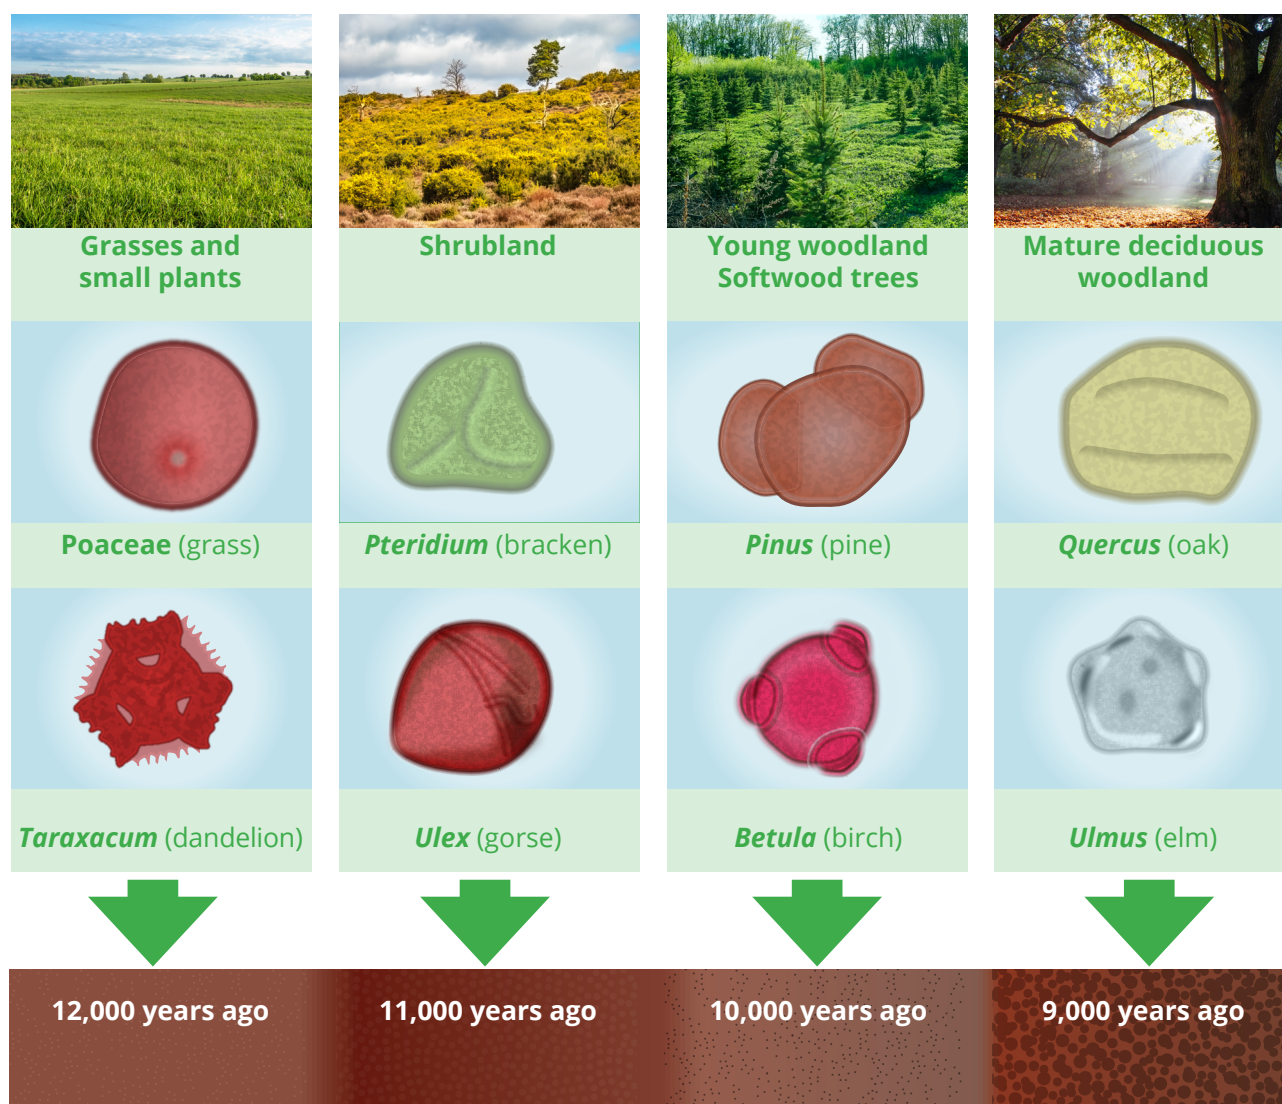 Grasses and
small plants
Shrubland
Young woodland
Softwood trees
Mature deciduous
woodland
Poaceae (grass)
Pteridium (bracken)
Pinus (pine)
Quercus (oak)
Taraxacum (dandelion)
Ulex (gorse)
Betula (birch)
Ulmus (elm)
12,000 years ago
11,000 years ago
10,000 years ago
9,000 years ago